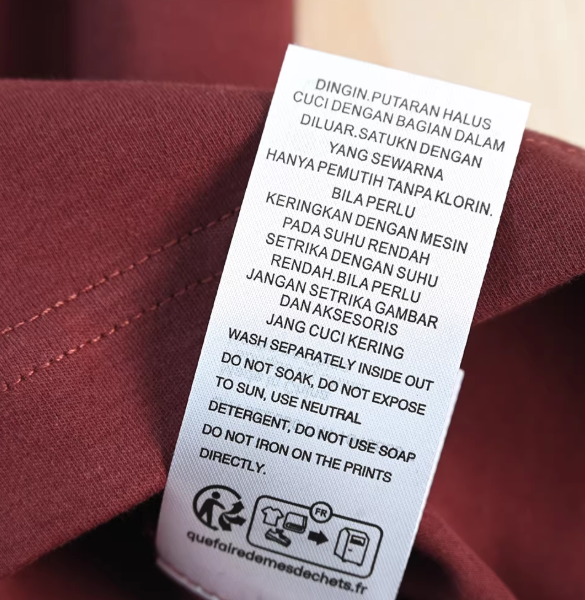 DINGIN.PUTARAN HALUS
CUCI DENGAN BAGIAN DALAM
DILUAR.SATUKN DENGAN
YANG SEWARNA
HANYA PEMUTIH TANPA KLORIN.
BILA PERLU
KERINGKAN DENGAN MESIN
PADA SUHU RENDAH
SETRIKA DENGAN SUHU
RENDAH.BILA PERLU
JANGAN SETRIKA GAMBAR
DAN AKSESORIS
JANG CUCI KERING
WASH SEPARATELY INSIDE OUT
DO NOT SOAK, DO NOT EXPOSE
TO SUN, USE NEUTRAL
DETERGENT, DO NOT USE SOAP
DO NOT IRON ON THE PRINTS
DIRECTLY.
FR
quefairedemesdechets.fr